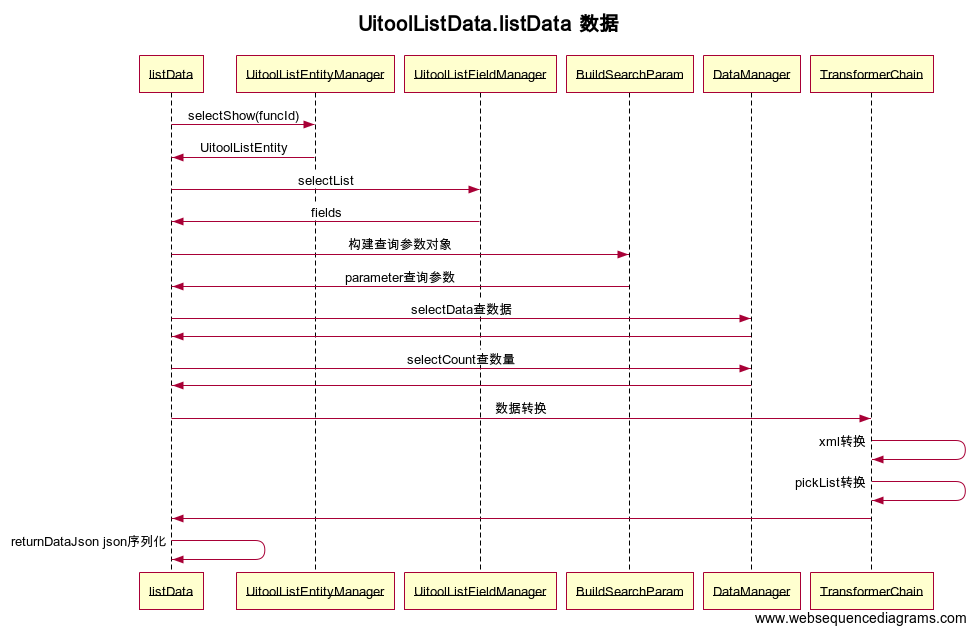 UitoolListData.listData 数据
listData
UitoolListEntityManager
UitoolListFieldManager
BuildSearchParam
DataManager
TransformerChain
selectShow(funcId)
UitoolListEntity
selectList
fields
构建查询参数对象
parameter查询参数
selectData查数据
selectCount查数量
数据转换
xml转换
pickList转换
returnDataJson json序列化
listData
UitoolListEntityManager
UitoolListFieldManager
BuildSearchParam
DataManager
TransformerChain
www.websequencediagrams.com